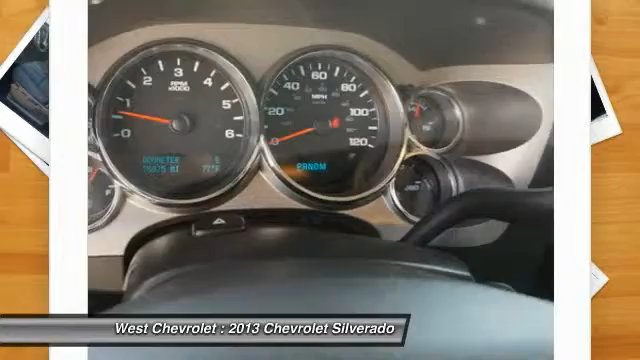 0 1 2 3 4 5 6
RPM
x1000
0 20 40 60 80 100 120
MPH
ODOMETER E
77°F
PRNDM
West Chevrolet : 2013 Chevrolet Silverado